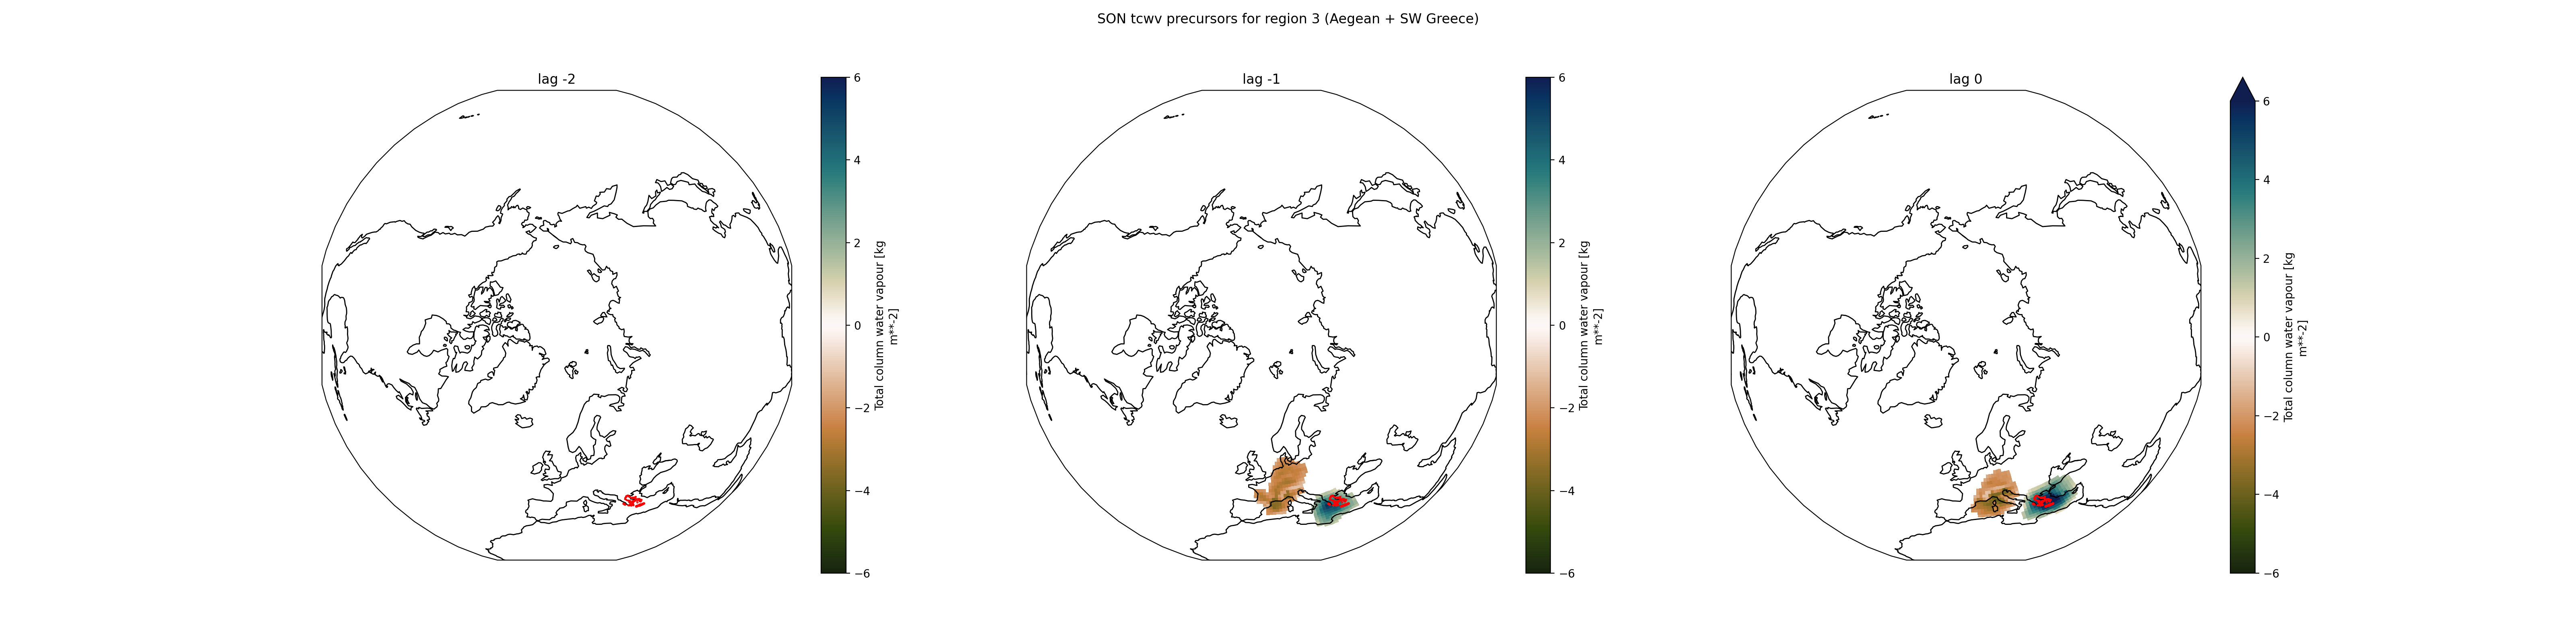 SON tcwv precursors for region 3 (Aegean + SW Greece)
lag -2
6
4
2
0
−2
−4
−6
Total column water vapour [kg
m**-2]
lag -1
6
4
2
0
−2
−4
−6
Total column water vapour [kg
m**-2]
lag 0
6
4
2
0
−2
−4
−6
Total column water vapour [kg
m**-2]